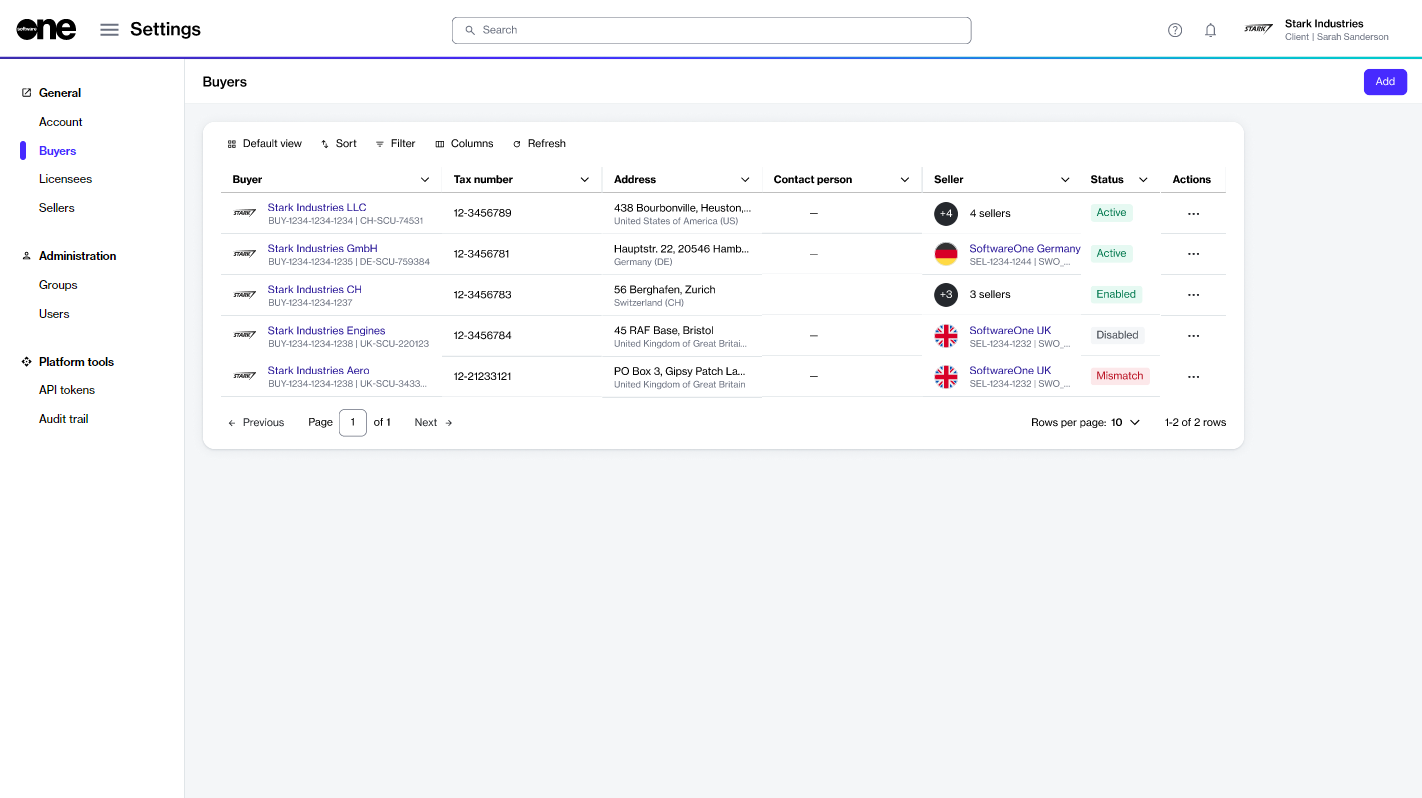 software one
Settings
Search
STARK
Stark Industries
Client | Sarah Sanderson
General
Account
Buyers
Licensees
Sellers
Administration
Groups
Users
Platform tools
API tokens
Audit trail
Buyers
Add
Default view Sort Filter Columns Refresh
Buyer Tax number Address Contact person Seller Status Actions
STARK Stark Industries LLC 12-3456789 438 Bourbonville, Heuston,... — +4 4 sellers Active ...
BUY-1234-1234-1234 | CH-SCU-74531 United States of America (US)
STARK Stark Industries GmbH 12-3456781 Hauptstr. 22, 20546 Hamb... — SoftwareOne Germany Active ...
BUY-1234-1234-1235 | DE-SCU-759384 Germany (DE) SEL-1234-1244 | SWO_...
STARK Stark Industries CH 12-3456783 56 Berghafen, Zurich — +3 3 sellers Enabled ...
BUY-1234-1234-1237 Switzerland (CH)
STARK Stark Industries Engines 12-3456784 45 RAF Base, Bristol — SoftwareOne UK Disabled ...
BUY-1234-1234-1238 | UK-SCU-220123 United Kingdom of Great Britai... SEL-1234-1232 | SWO_...
STARK Stark Industries Aero 12-21233121 PO Box 3, Gipsy Patch La... — SoftwareOne UK Mismatch ...
BUY-1234-1234-1238 | UK-SCU-3433... United Kingdom of Great Britain SEL-1234-1232 | SWO_...
← Previous Page 1 of 1 Next → Rows per page: 10 1-2 of 2 rows